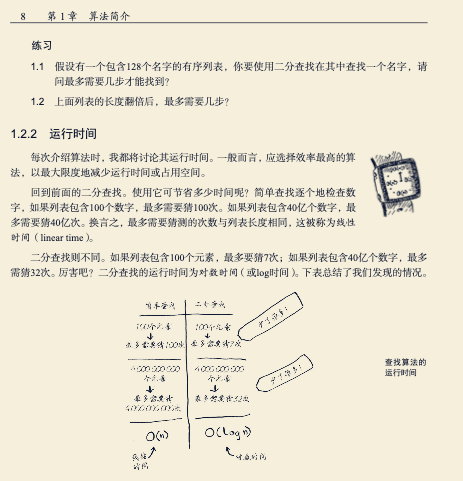 8 第 1 章 算法简介
练习
1.1 假设有一个包含128个名字的有序列表，你要使用二分查找在其中查找一个名字，请
问最多需要几步才能找到？
1.2 上面列表的长度翻倍后，最多需要几步？
1.2.2 运行时间
每次介绍算法时，我都将讨论其运行时间。一般而言，应选择效率最高的算
法，以最大限度地减少运行时间或占用空间。
回到前面的二分查找。使用它可节省多少时间呢？简单查找逐个地检查数
字，如果列表包含100个数字，最多需要猜100次。如果列表包含40亿个数字，最
多需要猜40亿次。换言之，最多需要猜测的次数与列表长度相同，这被称为线性
时间（linear time）。
二分查找则不同。如果列表包含100个元素，最多要猜7次；如果列表包含40亿个数字，最多
需猜32次。厉害吧？二分查找的运行时间为对数时间（或log时间）。下表总结了我们发现的情况。
简单查找 二分查找
100个元素 100个元素
最多需要猜100次 最多需要猜7次
4 000 000 000 4 000 000 000
个元素 个元素
最多需要猜 最多需要猜32次
4 000 000 000次
O(n) O(log n)
线性 对数时间
时间
查找算法的
运行时间